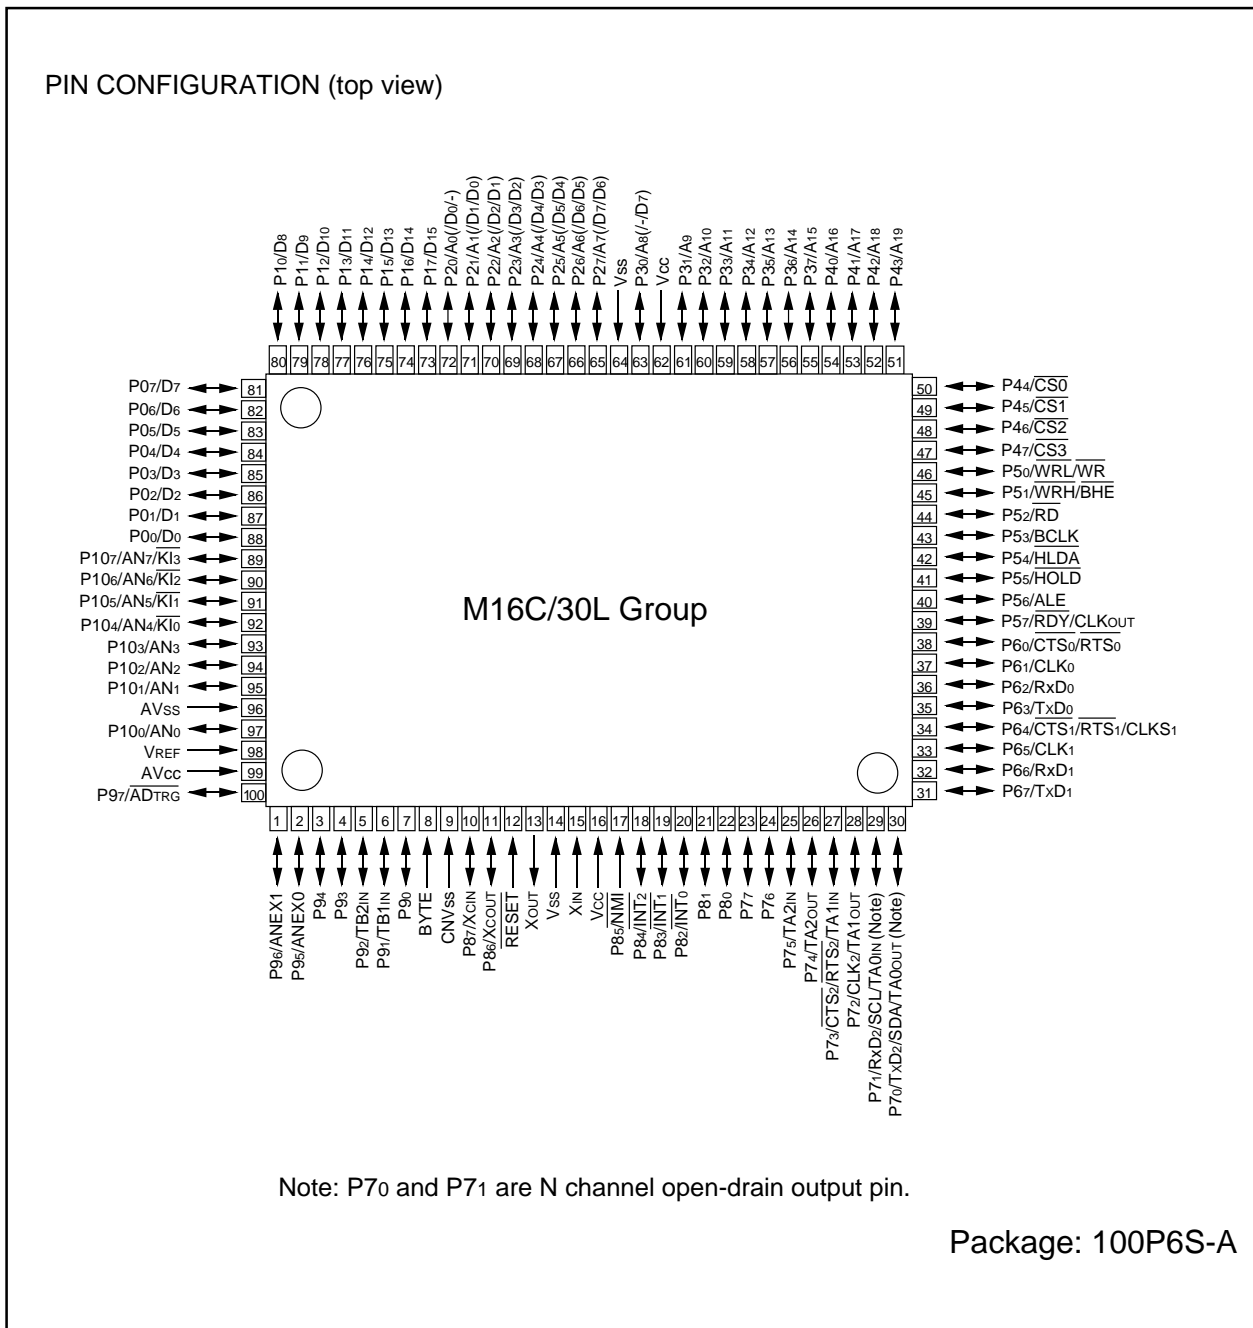 PIN CONFIGURATION (top view)
P10/D8
P11/D9
P12/D10
P13/D11
P14/D12
P15/D13
P16/D14
P17/D15
P20/A0(/D0/-)
P21/A1(/D1/D0)
P22/A2(/D2/D1)
P23/A3(/D3/D2)
P24/A4(/D4/D3)
P25/A5(/D5/D4)
P26/A6(/D6/D5)
P27/A7(/D7/D6)
Vss
P30/A8(/-/D7)
Vcc
P31/A9
P32/A10
P33/A11
P34/A12
P35/A13
P36/A14
P37/A15
P40/A16
P41/A17
P42/A18
P43/A19
80 79 78 77 76 75 74 73 72 71 70 69 68 67 66 65 64 63 62 61 60 59 58 57 56 55 54 53 52 51
P07/D7 81
P06/D6 82
P05/D5 83
P04/D4 84
P03/D3 85
P02/D2 86
P01/D1 87
P00/D0 88
P107/AN7/KI3 89
P106/AN6/KI2 90
P105/AN5/KI1 91
P104/AN4/KI0 92
P103/AN3 93
P102/AN2 94
P101/AN1 95
AVss 96
P100/AN0 97
VREF 98
AVcc 99
P97/ADTRG 100
M16C/30L Group
50 P44/CS0
49 P45/CS1
48 P46/CS2
47 P47/CS3
46 P50/WRL/WR
45 P51/WRH/BHE
44 P52/RD
43 P53/BCLK
42 P54/HLDA
41 P55/HOLD
40 P56/ALE
39 P57/RDY/CLKOUT
38 P60/CTS0/RTS0
37 P61/CLK0
36 P62/RxD0
35 P63/TxD0
34 P64/CTS1/RTS1/CLKS1
33 P65/CLK1
32 P66/RxD1
31 P67/TxD1
1 2 3 4 5 6 7 8 9 10 11 12 13 14 15 16 17 18 19 20 21 22 23 24 25 26 27 28 29 30
P96/ANEX1
P95/ANEX0
P94
P93
P92/TB2IN
P91/TB1IN
P90
BYTE
CNVss
P87/XCIN
P86/XCOUT
RESET
XOUT
Vss
XIN
Vcc
P85/NMI
P84/INT2
P83/INT1
P82/INT0
P81
P80
P77
P76
P75/TA2IN
P74/TA2OUT
P73/CTS2/RTS2/TA1IN
P72/CLK2/TA1OUT
P71/RxD2/SCL/TA0IN (Note)
P70/TxD2/SDA/TA0OUT (Note)
Note: P70 and P71 are N channel open-drain output pin.
Package: 100P6S-A